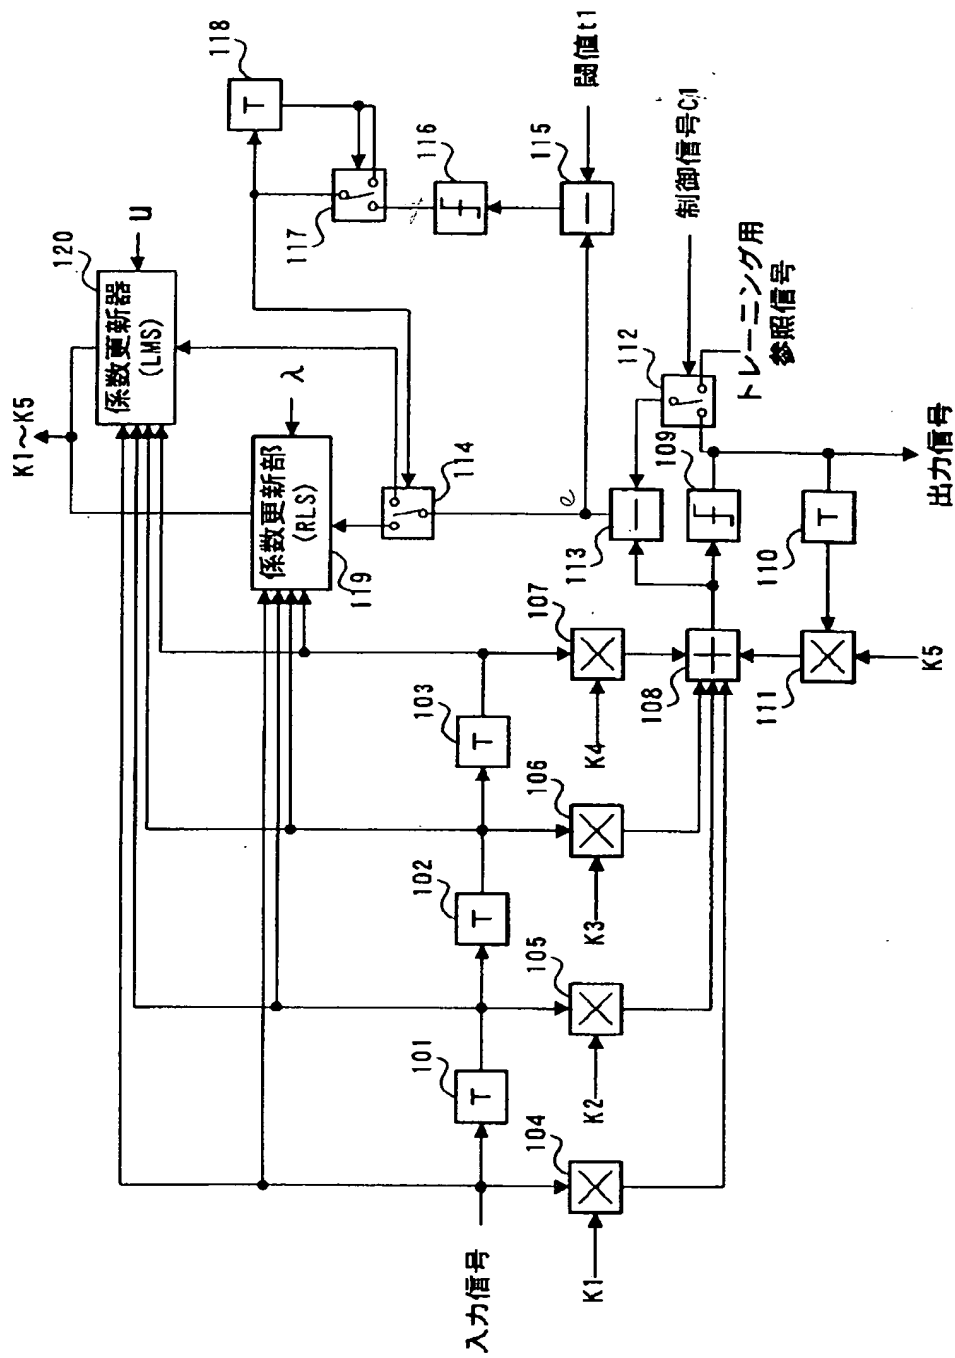 K1～K5
120
係数更新器
(LMS)
u
118
T
117
116
閾値t1
115
－
係数更新部
(RLS)
119
λ
114
e
制御信号C1
112
トレーニング用
参照信号
113
－
109
出力信号
110
T
111
×
K5
108
＋
107
×
K4
103
T
106
×
K3
102
T
105
×
K2
101
T
104
×
K1
入力信号